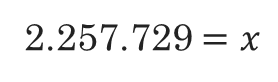 2.257.729 = x